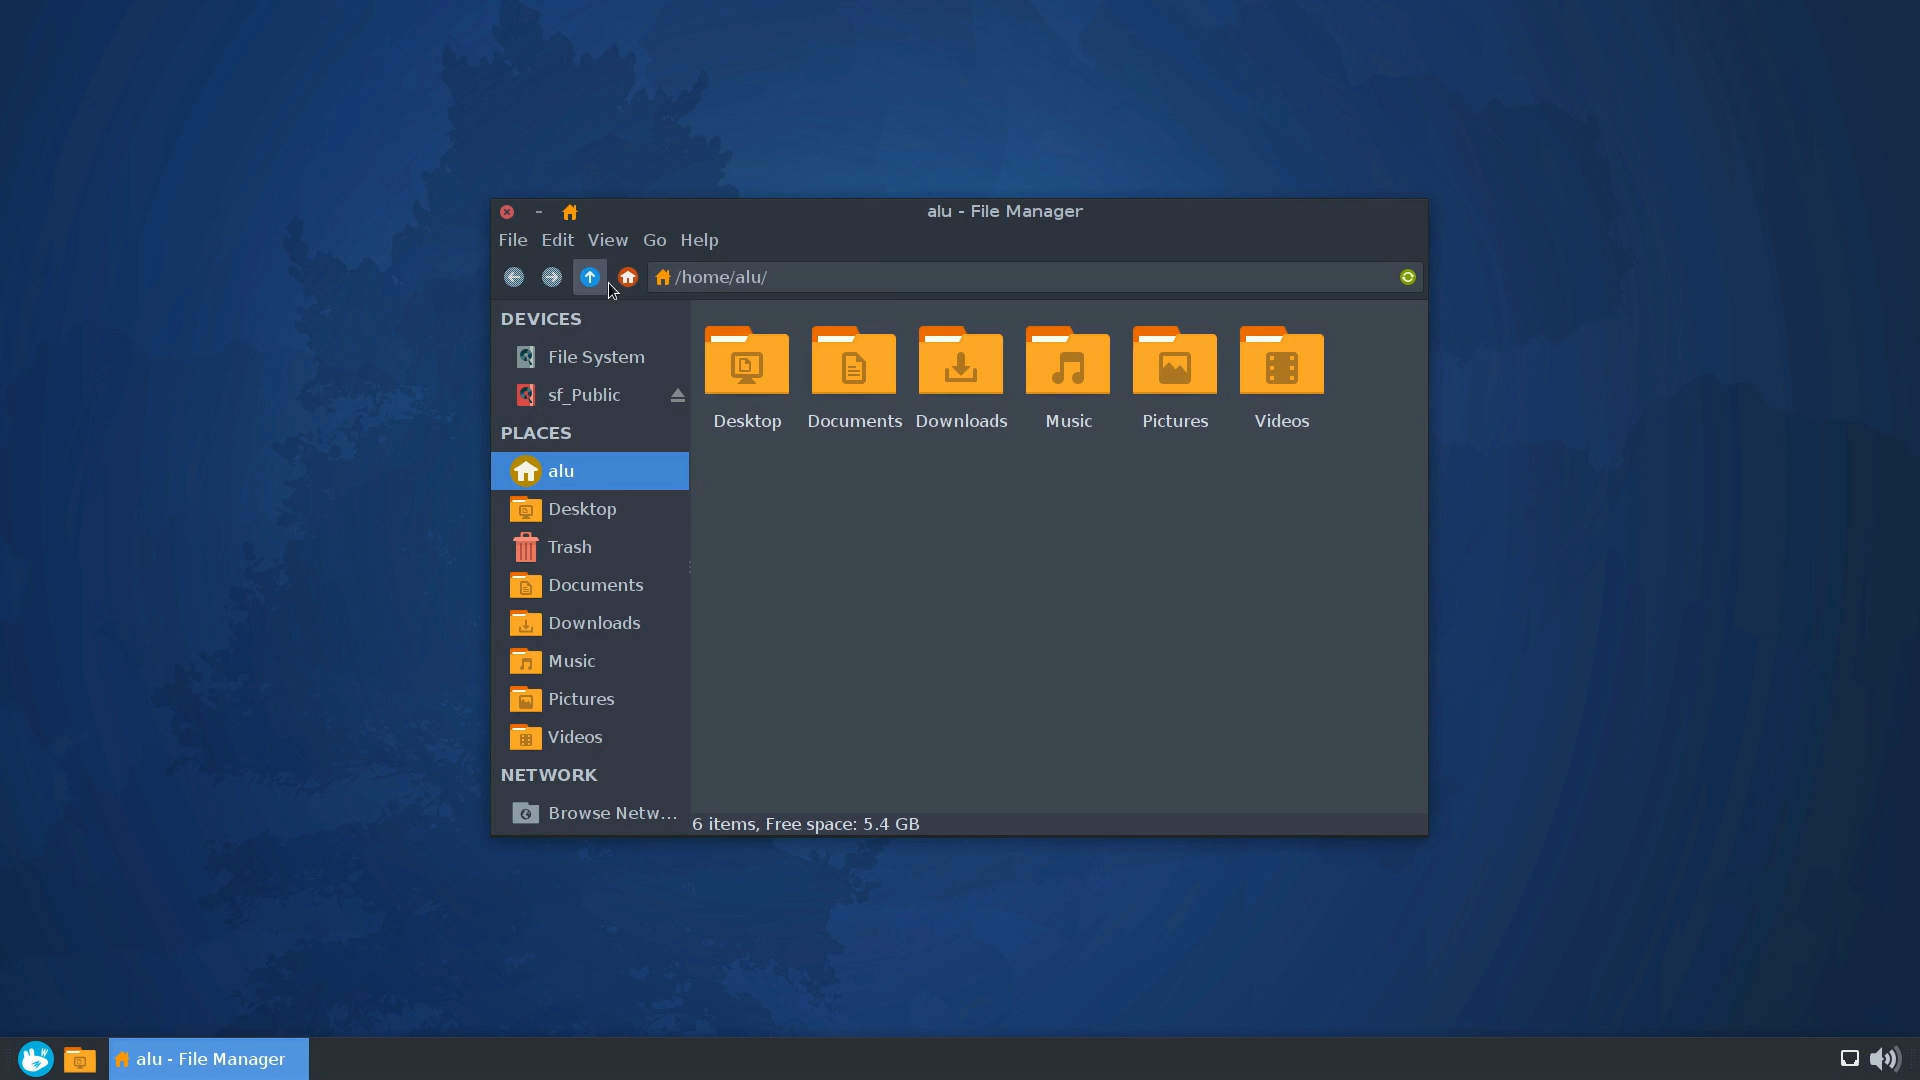 alu - File Manager
File Edit View Go Help
/home/alu/
DEVICES
File System
sf_Public
PLACES
alu
Desktop
Trash
Documents
Downloads
Music
Pictures
Videos
NETWORK
Browse Netw...
Desktop Documents Downloads Music Pictures Videos
6 items, Free space: 5.4 GB
alu - File Manager